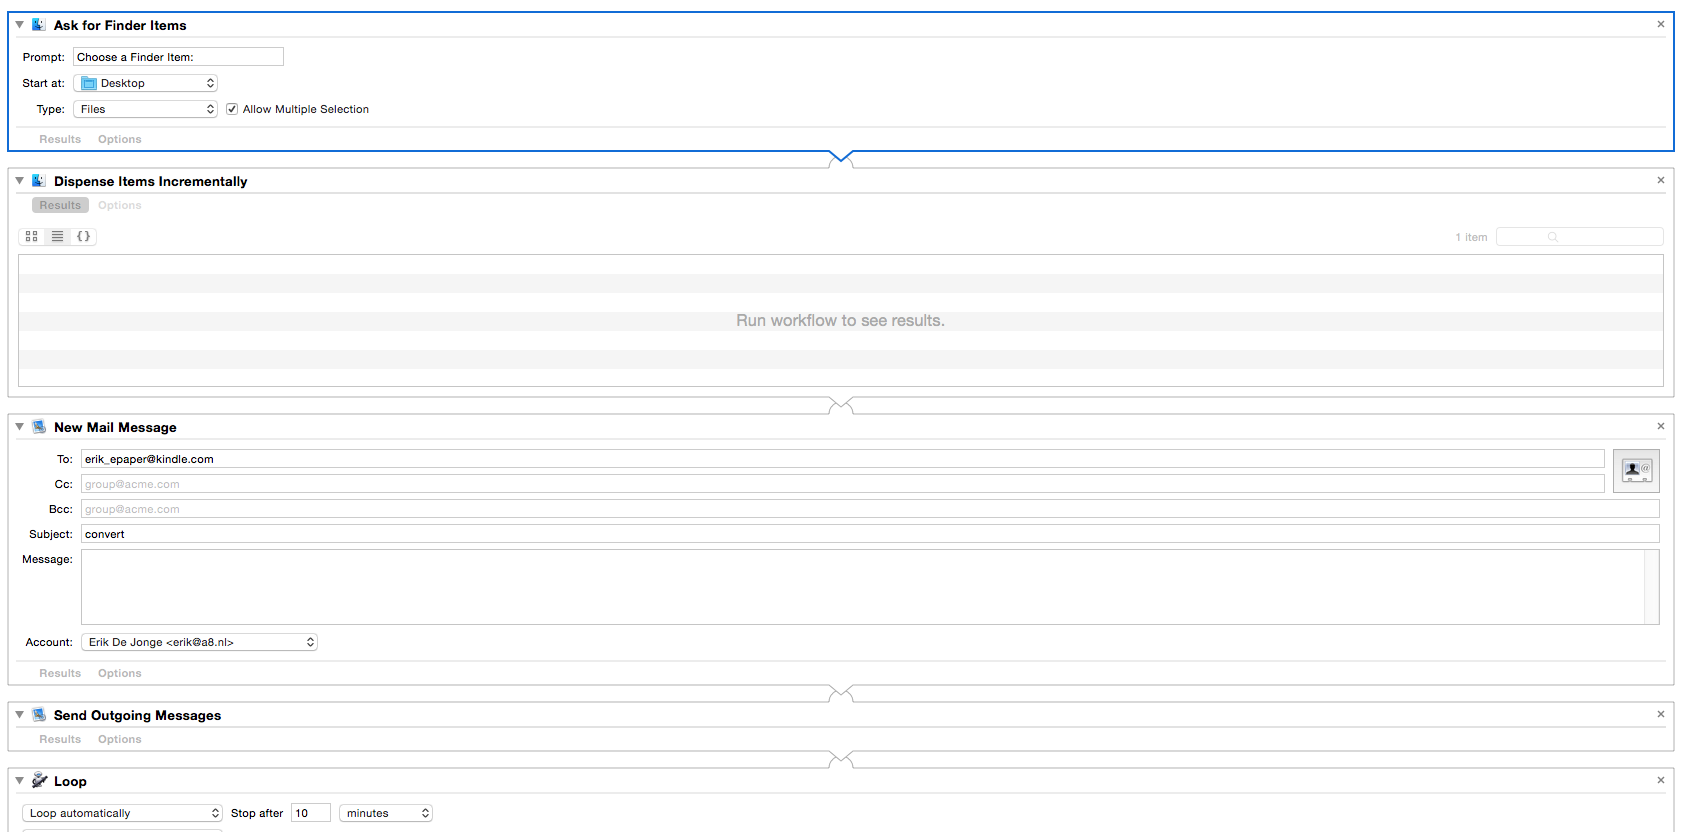 Ask for Finder Items
Prompt: Choose a Finder Item:
Start at: Desktop
Type: Files Allow Multiple Selection
Results Options
Dispense Items Incrementally
Results Options
1 item
Run workflow to see results.
New Mail Message
To: erik_epaper@kindle.com
Cc: group@acme.com
Bcc: group@acme.com
Subject: convert
Message:
Account: Erik De Jonge <erik@a8.nl>
Results Options
Send Outgoing Messages
Results Options
Loop
Loop automatically Stop after 10 minutes